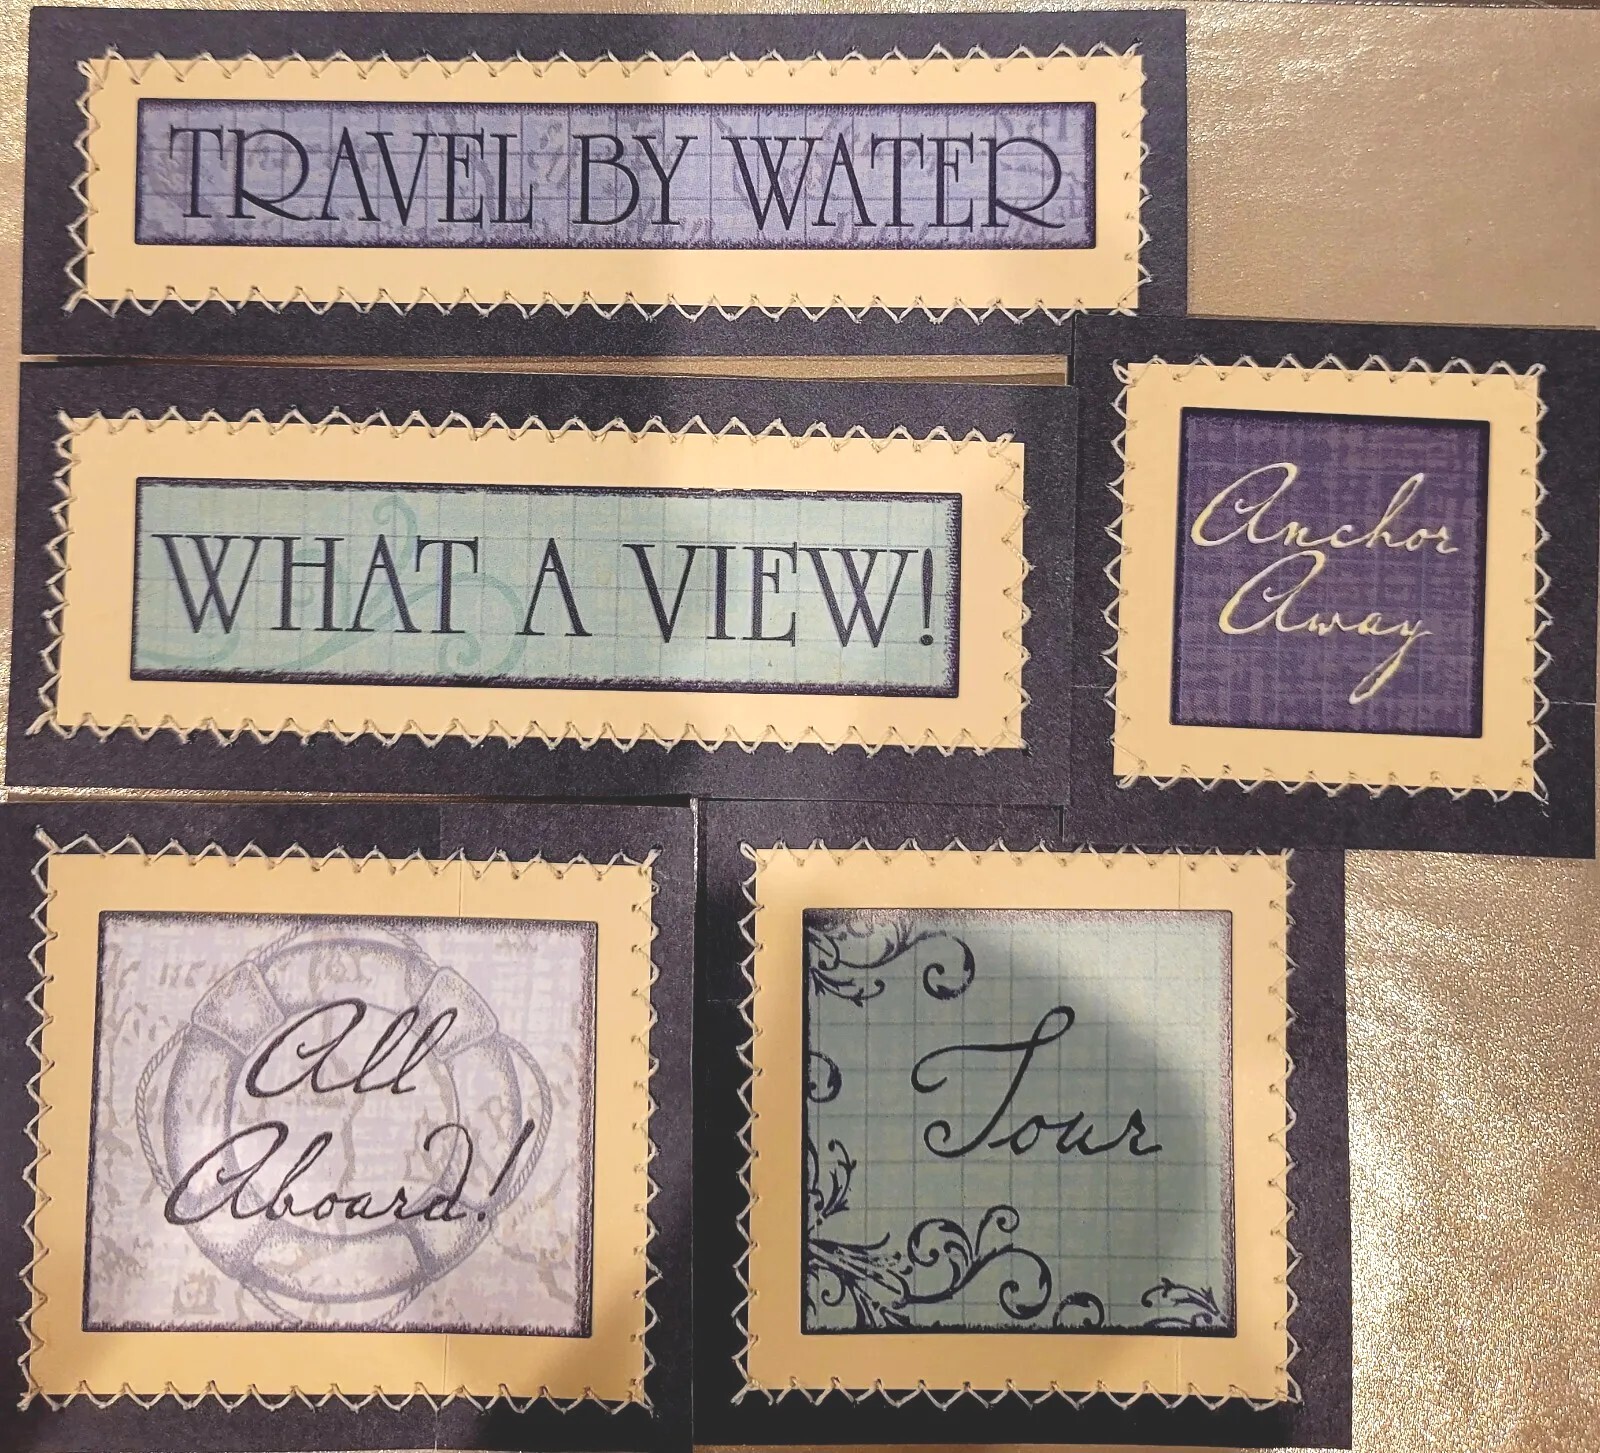 TRAVEL BY WATER
WHAT A VIEW!
Anchor
Away
All
Aboard!
Tour